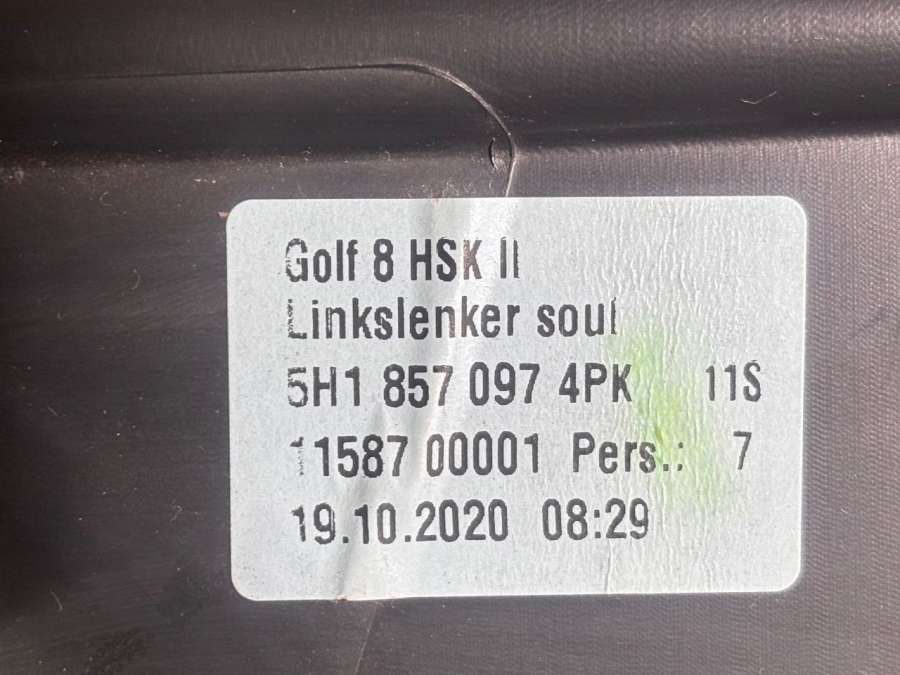 Golf 8 HSK II
Linkslenker soul
5H1 857 097 4PK 11S
11587 00001 Pers.: 7
19.10.2020 08:29